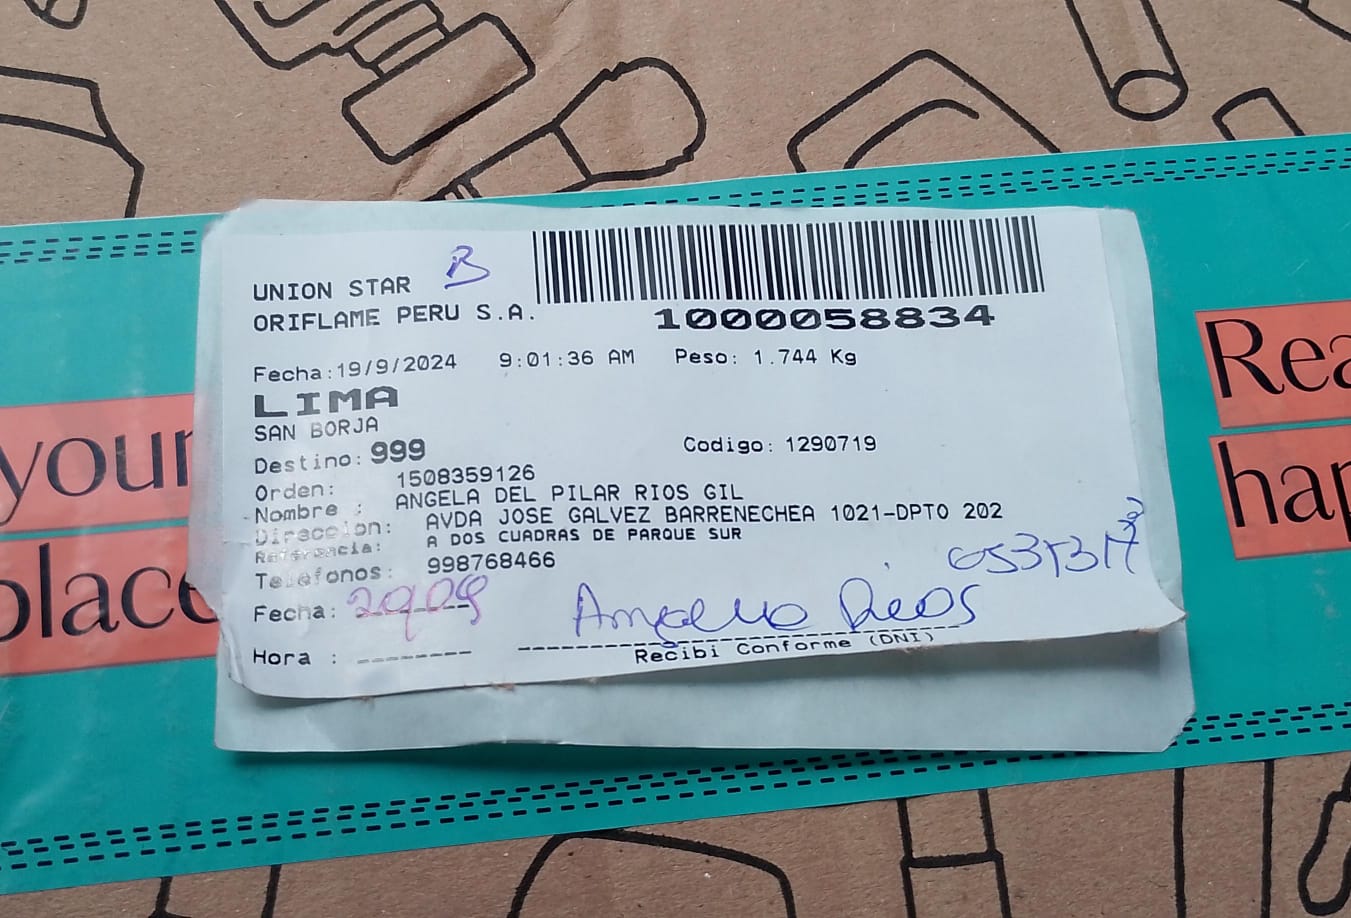 UNION STAR B
ORIFLAME PERU S.A.
1000058834
Fecha:19/9/2024 9:01:36 AM Peso: 1.744 Kg
LIMA
SAN BORJA
Destino: 999 Codigo: 1290719
Orden: 1508359126
Nombre : ANGELA DEL PILAR RIOS GIL
Direccion: AVDA JOSE GALVEZ BARRENECHEA 1021-DPTO 202
Referencia: A DOS CUADRAS DE PARQUE SUR
Telefonos: 998768466
Fecha: 2909
Angela Rios
Hora :
Recibi Conforme (DNI)
your
place
Rea
hap